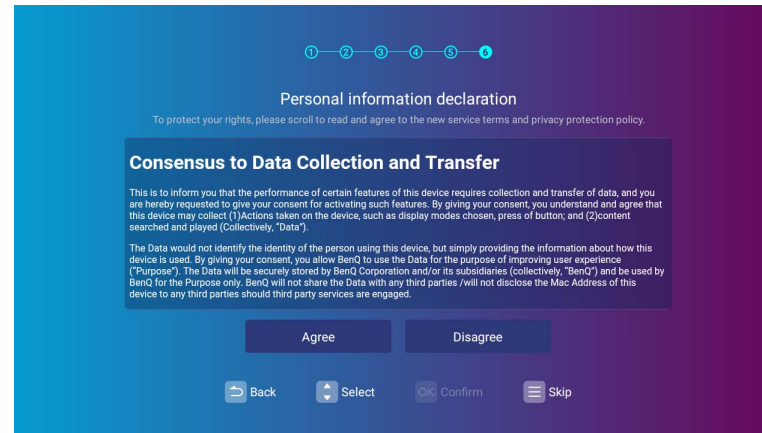 1 2 3 4 5 6
Personal information declaration
To protect your rights, please scroll to read and agree to the new service terms and privacy protection policy.
Consensus to Data Collection and Transfer
This is to inform you that the performance of certain features of this device requires collection and transfer of data, and you
are hereby requested to give your consent for activating such features. By giving your consent, you understand and agree that
this device may collect (1)Actions taken on the device, such as display modes chosen, press of button; and (2)content
searched and played (Collectively, “Data”).
The Data would not identify the identity of the person using this device, but simply providing the information about how this
device is used. By giving your consent, you allow BenQ to use the Data for the purpose of improving user experience
(“Purpose”). The Data will be securely stored by BenQ Corporation and/or its subsidiaries (collectively, “BenQ”) and be used by
BenQ for the Purpose only. BenQ will not share the Data with any third parties /will not disclose the Mac Address of this
device to any third parties should third party services are engaged.
Agree Disagree
Back Select OK Confirm Skip